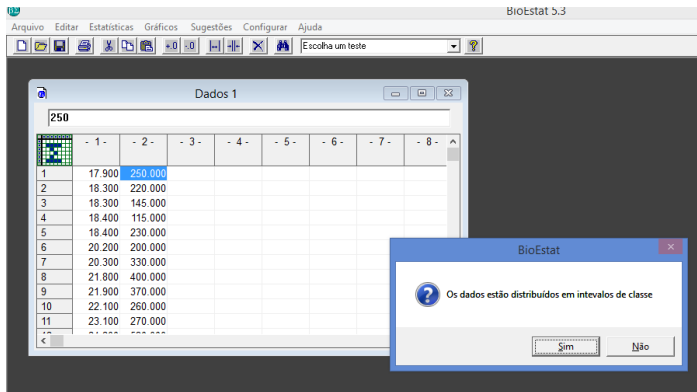 BioEstat 5.3
Arquivo Editar Estatísticas Gráficos Sugestões Configurar Ajuda
+.0 -.0 Escolha um teste
Dados 1
250
- 1 - - 2 - - 3 - - 4 - - 5 - - 6 - - 7 - - 8 -
1 17.900 250.000
2 18.300 220.000
3 18.300 145.000
4 18.400 115.000
5 18.400 230.000
6 20.200 200.000
7 20.300 330.000
8 21.800 400.000
9 21.900 370.000
10 22.100 260.000
11 23.100 270.000
BioEstat
Os dados estão distribuídos em intevalos de classe
Sim Não